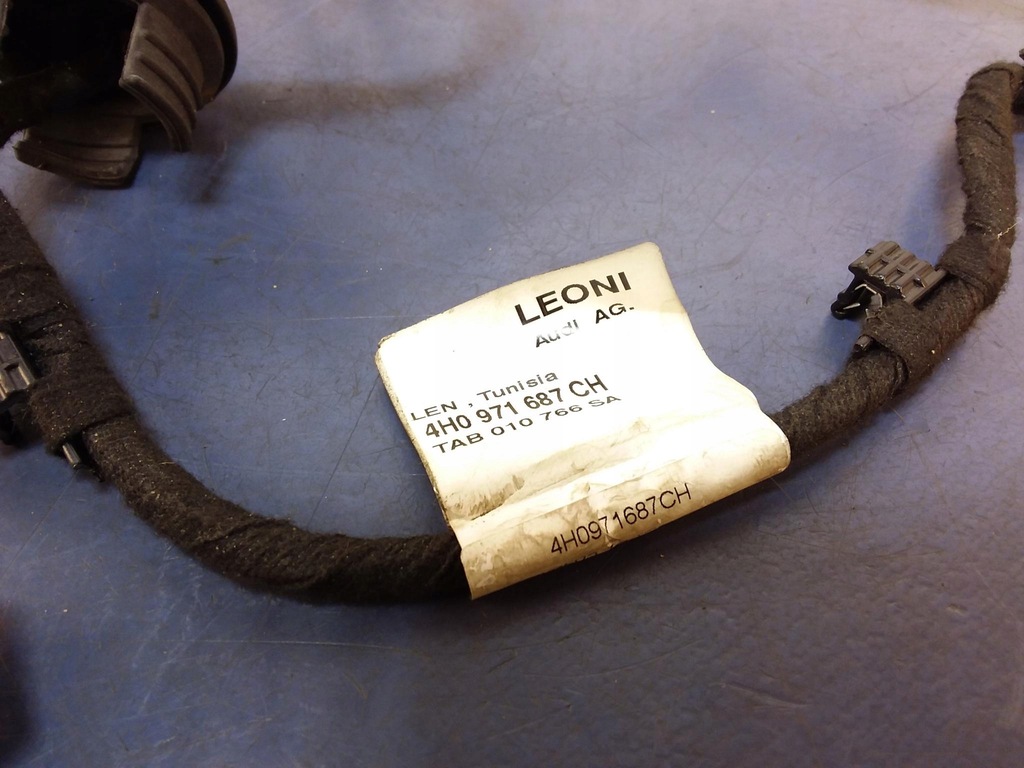 LEONI
Audi AG.
LEN , Tunisia
4H0 971 687 CH
TAB 010 766 SA
4H0971687CH